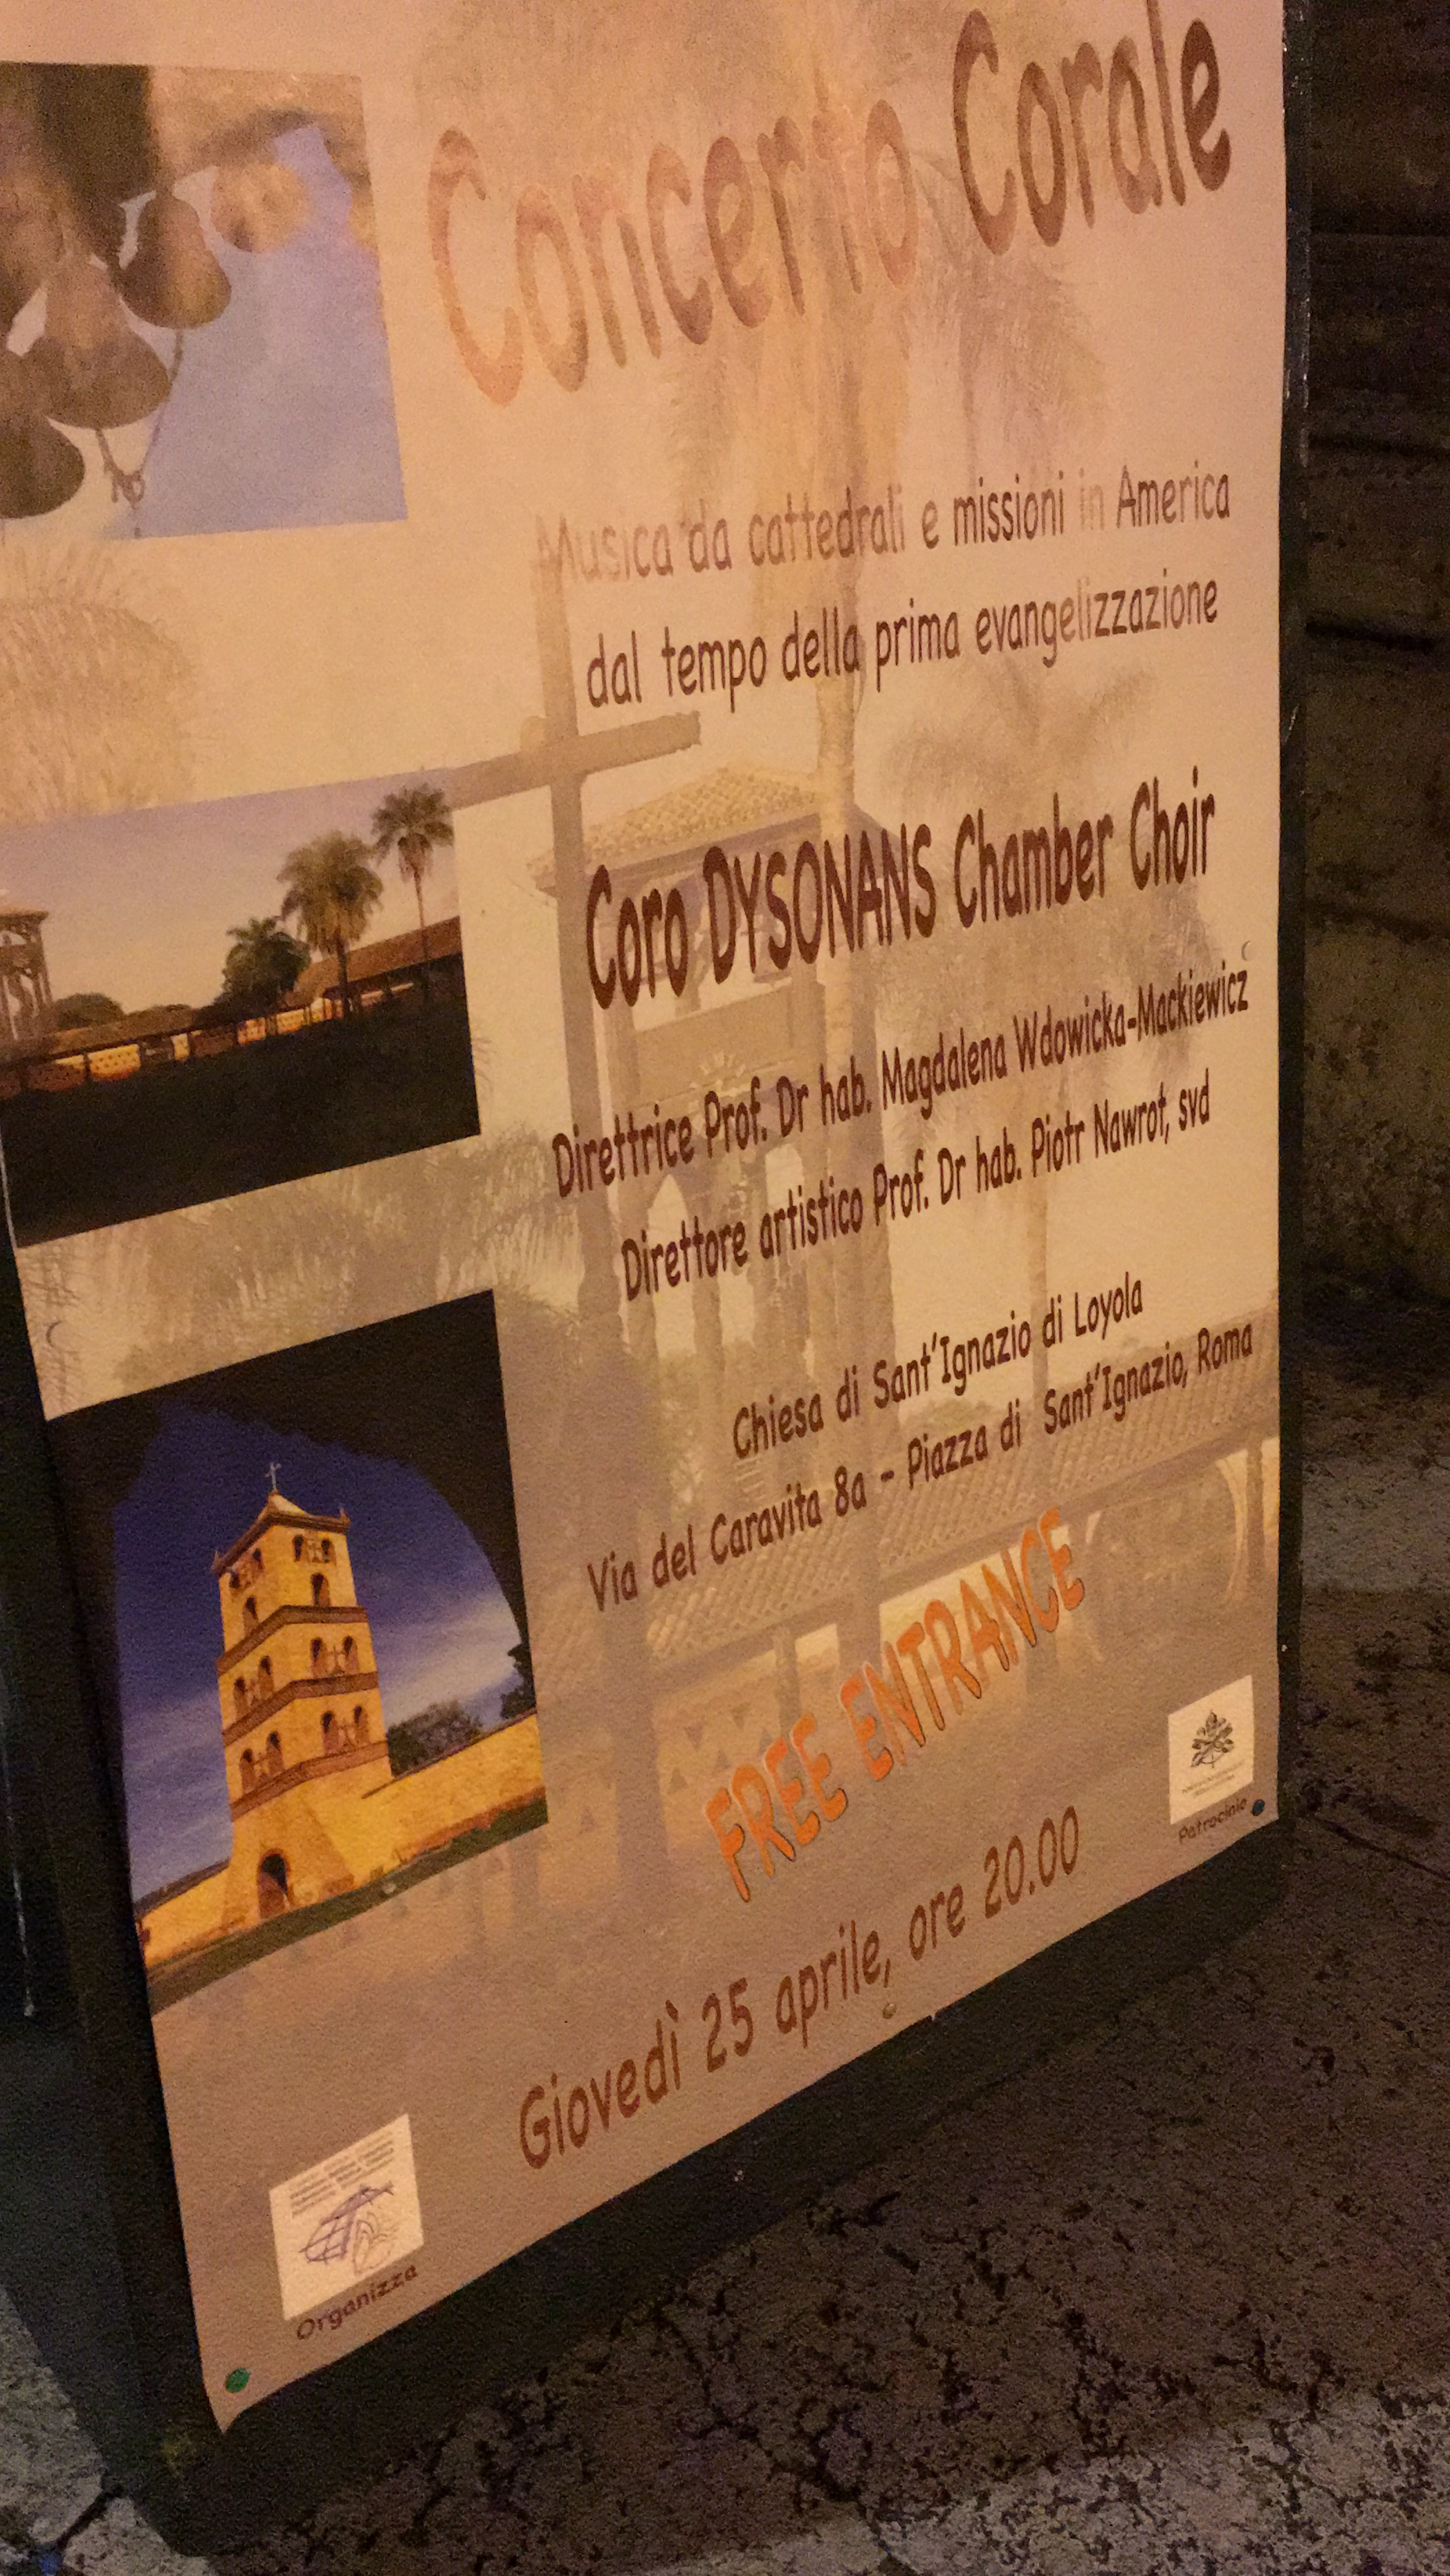 Concerto Corale
Musica da cattedrali e missioni in America
dal tempo della prima evangelizzazione
Coro DYSONANS Chamber Choir
Direttrice Prof. Dr hab. Magdalena Wdowicka-Mackiewicz
Direttore artistico Prof. Dr hab. Piotr Nawrot, svd
Chiesa di Sant'Ignazio di Loyola
Via del Caravita 8a - Piazza di Sant'Ignazio, Roma
FREE ENTRANCE
Patrocinio
Giovedì 25 aprile, ore 20.00
Organizza